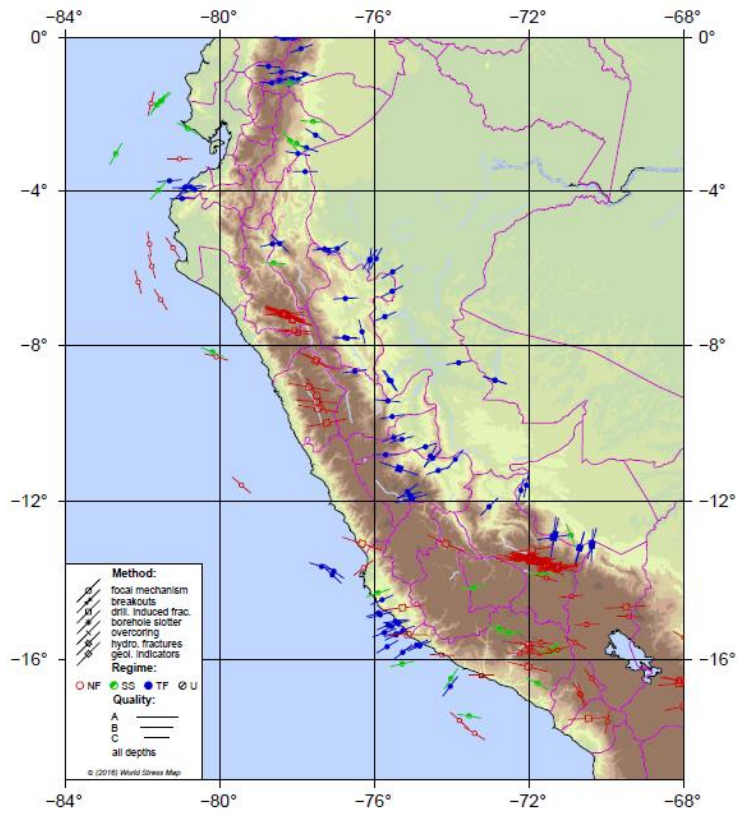 −84° −80° −76° −72° −68°
0° 0°
−4° −4°
−8° −8°
−12° −12°
−16° −16°
Method:
focal mechanism
breakouts
drill. induced frac.
borehole slotter
overcoring
hydro. fractures
geol. indicators
Regime:
NF SS TF U
Quality:
A
B
C
all depths
© (2016) World Stress Map
−84° −80° −76° −72° −68°